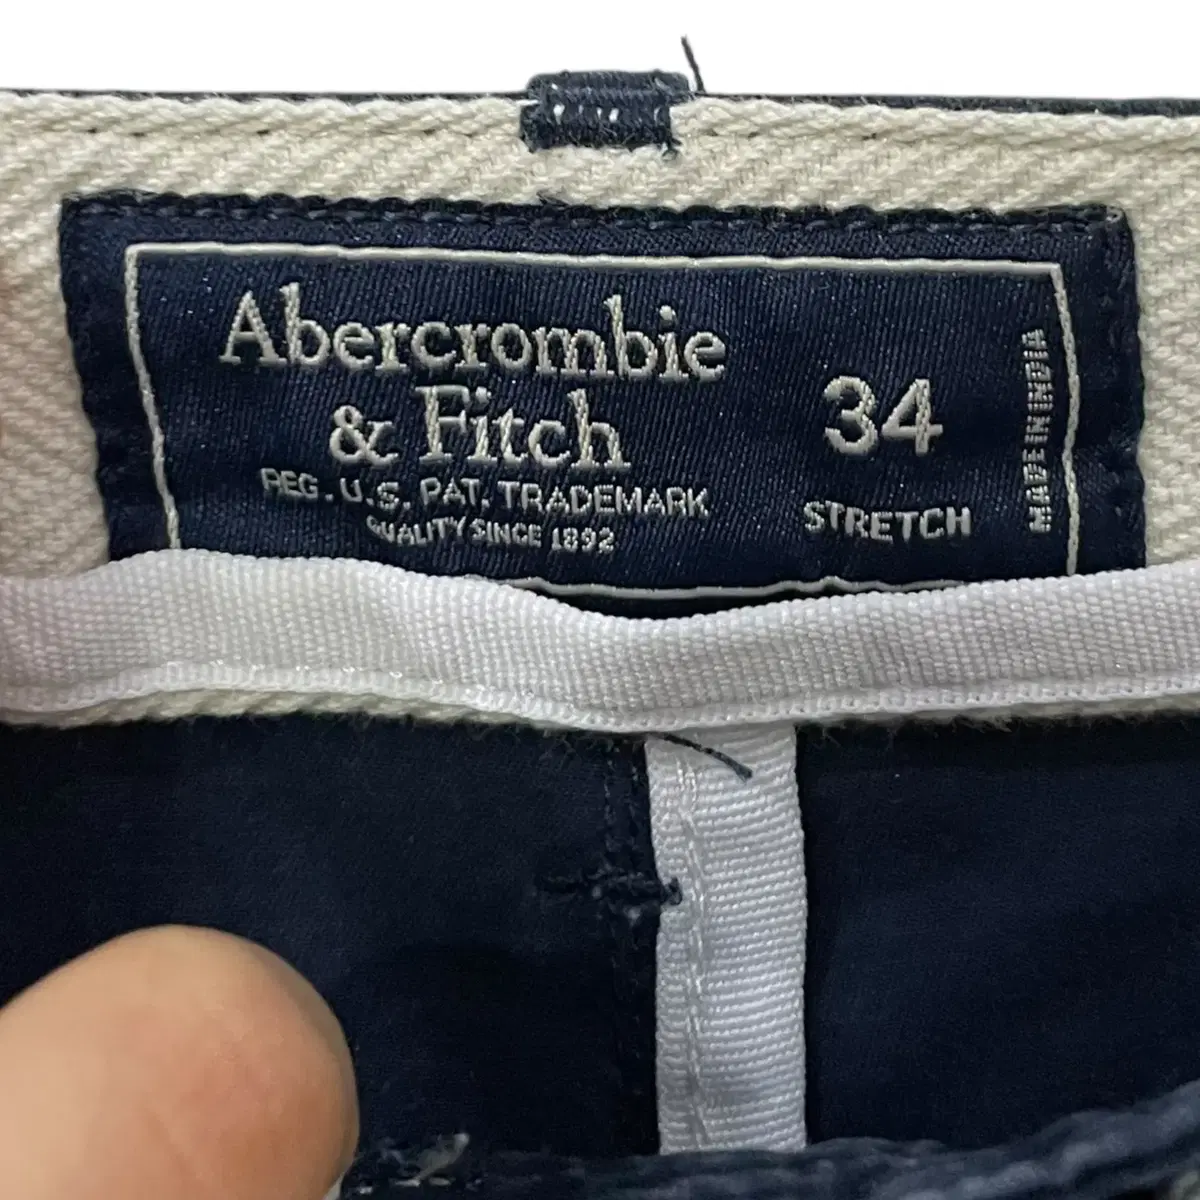 Abercrombie
& Fitch
REG. U.S. PAT. TRADEMARK
QUALITY SINCE 1892
34
STRETCH
MADE IN INDIA